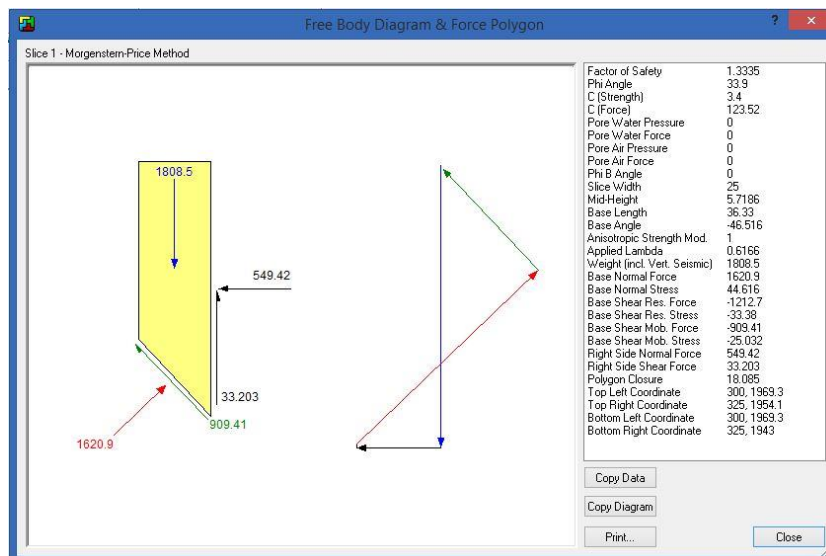 Free Body Diagram & Force Polygon
? ×
Slice 1 - Morgenstern-Price Method
1808.5
549.42
33.203
909.41
1620.9
Factor of Safety 1.3335
Phi Angle 33.9
C (Strength) 3.4
C (Force) 123.52
Pore Water Pressure 0
Pore Water Force 0
Pore Air Pressure 0
Pore Air Force 0
Phi B Angle 0
Slice Width 25
Mid-Height 5.7186
Base Length 36.33
Base Angle -46.516
Anisotropic Strength Mod. 1
Applied Lambda 0.6166
Weight (incl. Vert. Seismic) 1808.5
Base Normal Force 1620.9
Base Normal Stress 44.616
Base Shear Res. Force -1212.7
Base Shear Res. Stress -33.38
Base Shear Mob. Force -909.41
Base Shear Mob. Stress -25.032
Right Side Normal Force 549.42
Right Side Shear Force 33.203
Polygon Closure 18.085
Top Left Coordinate 300, 1969.3
Top Right Coordinate 325, 1954.1
Bottom Left Coordinate 300, 1969.3
Bottom Right Coordinate 325, 1943
Copy Data
Copy Diagram
Print...
Close